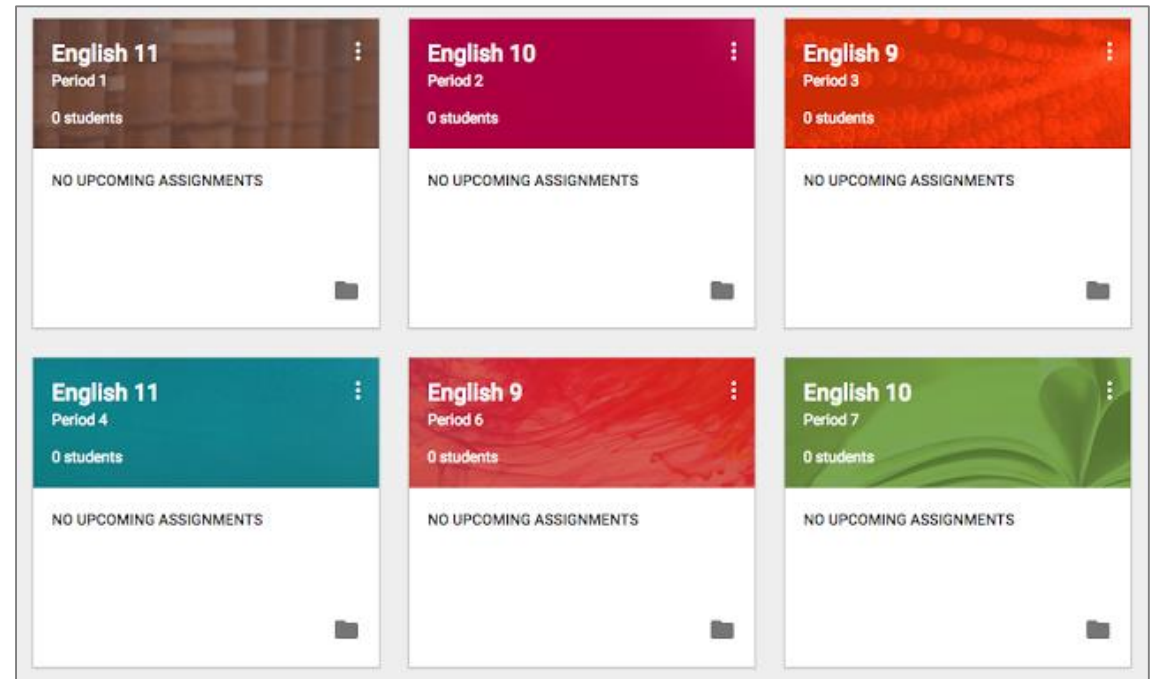 English 11
Period 1
0 students
NO UPCOMING ASSIGNMENTS
English 10
Period 2
0 students
NO UPCOMING ASSIGNMENTS
English 9
Period 3
0 students
NO UPCOMING ASSIGNMENTS
English 11
Period 4
0 students
NO UPCOMING ASSIGNMENTS
English 9
Period 6
0 students
NO UPCOMING ASSIGNMENTS
English 10
Period 7
0 students
NO UPCOMING ASSIGNMENTS